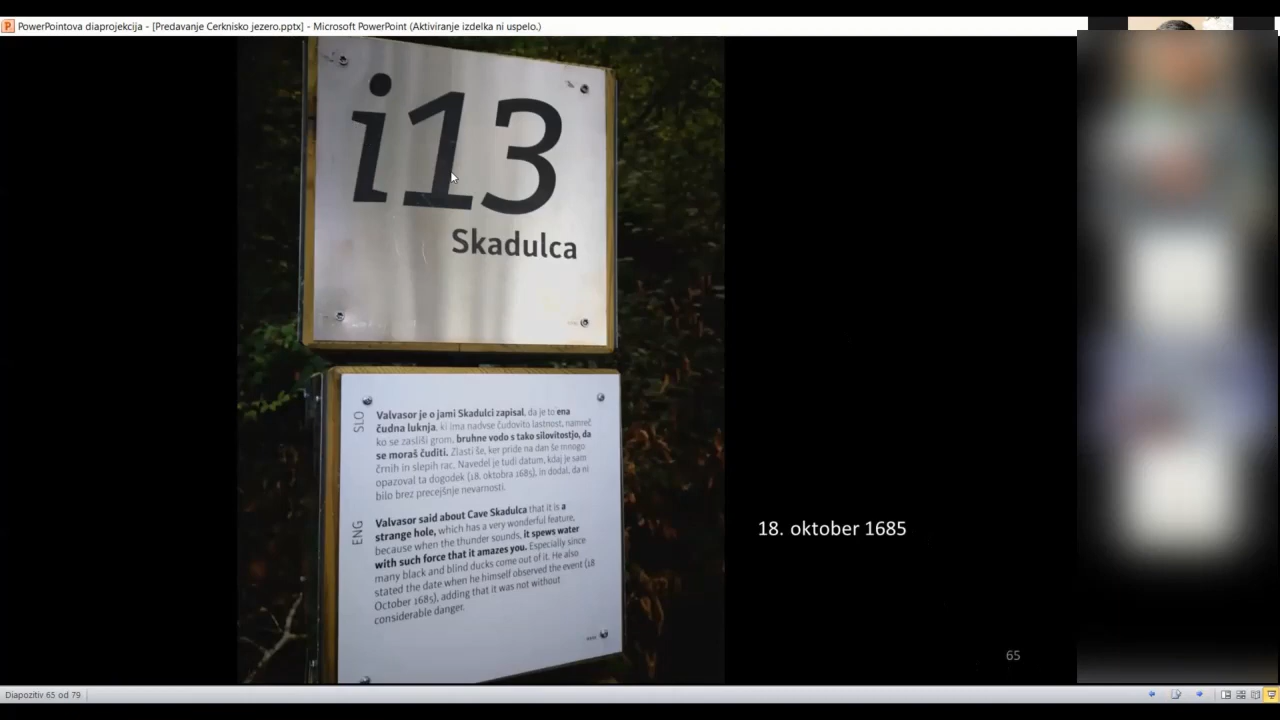 PowerPointova diaprojekcija - [Predavanje Cerknisko jezero.pptx] - Microsoft PowerPoint (Aktiviranje izdelka ni uspelo.)
i13
Skadulca
SLO
Valvasor je o jami Skadulci zapisal, da je to ena
čudna luknja, ki ima nadvse čudovito lastnost, namreč
ko se zasliši grom, bruhne vodo s tako silovitostjo, da
se moraš čuditi. Zlasti še, ker pride na dan še mnogo
črnih in slepih rac. Navedel je tudi datum, kdaj je sam
opazoval ta dogodek (18. oktobra 1685), in dodal, da ni
bilo brez precejšnje nevarnosti.
ENG
Valvasor said about Cave Skadulca that it is a
strange hole, which has a very wonderful feature,
because when the thunder sounds, it spews water
with such force that it amazes you. Especially since
many black and blind ducks come out of it. He also
stated the date when he himself observed the event (18
October 1685), adding that it was not without
considerable danger.
18. oktober 1685
65
Diapozitiv 65 od 79